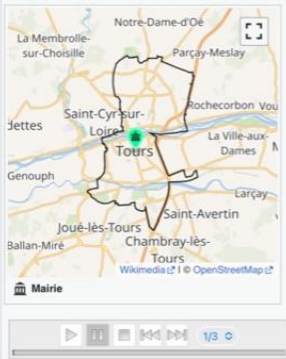 Notre-Dame-d'Oé
La Membrolle-
sur-Choisille
Parçay-Meslay
Rochecorbon Vou
Saint-Cyr-sur-
Loire
dettes
La Ville-aux-
Dames
Tours
Genouph
Larçay
Saint-Avertin
Joué-lès-Tours
Ballan-Miré
Chambray-lès-
Tours
Wikimedia | © OpenStreetMap
Mairie
1/3